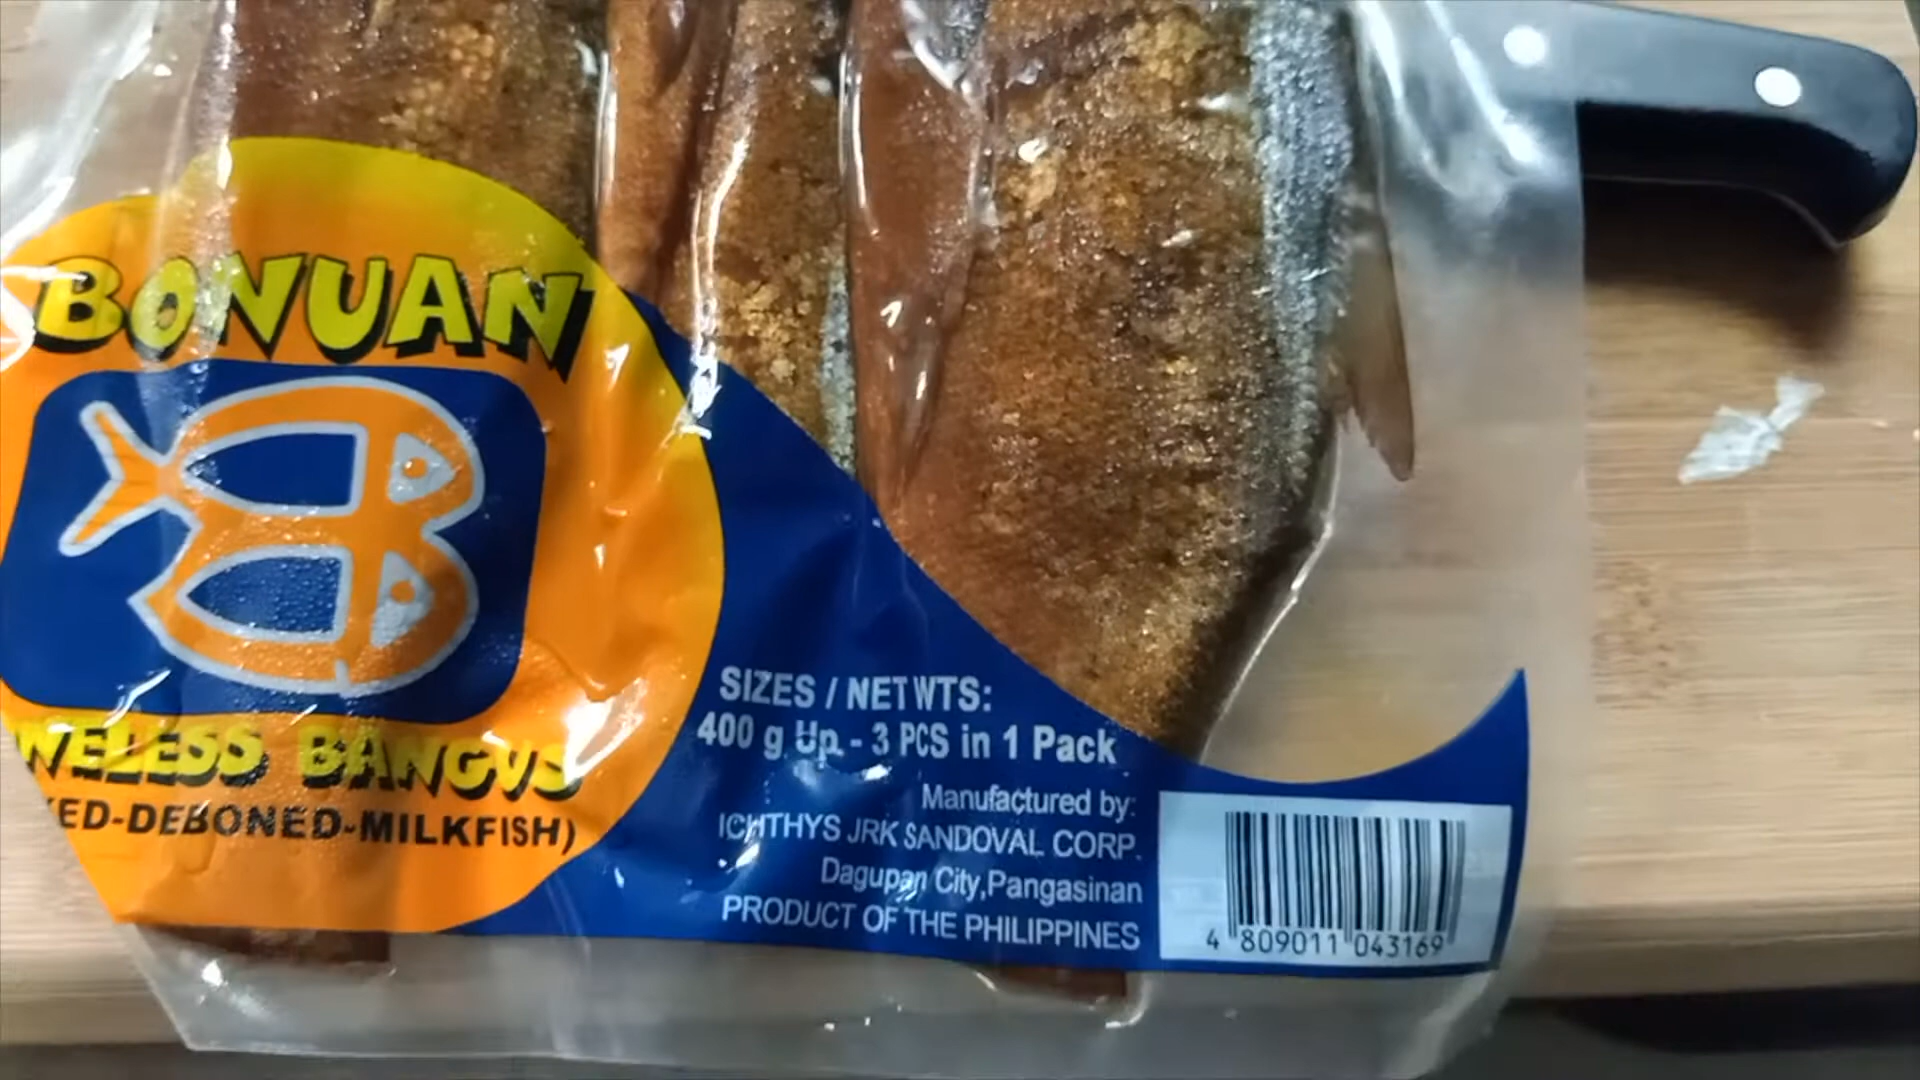 BONUAN
NELESS BANGUS
KED-DEBONED-MILKFISH)
SIZES / NET WTS:
400 g Up - 3 PCS in 1 Pack
Manufactured by:
ICHTHYS JRK SANDOVAL CORP.
Dagupan City,Pangasinan
PRODUCT OF THE PHILIPPINES
4 809011 043169